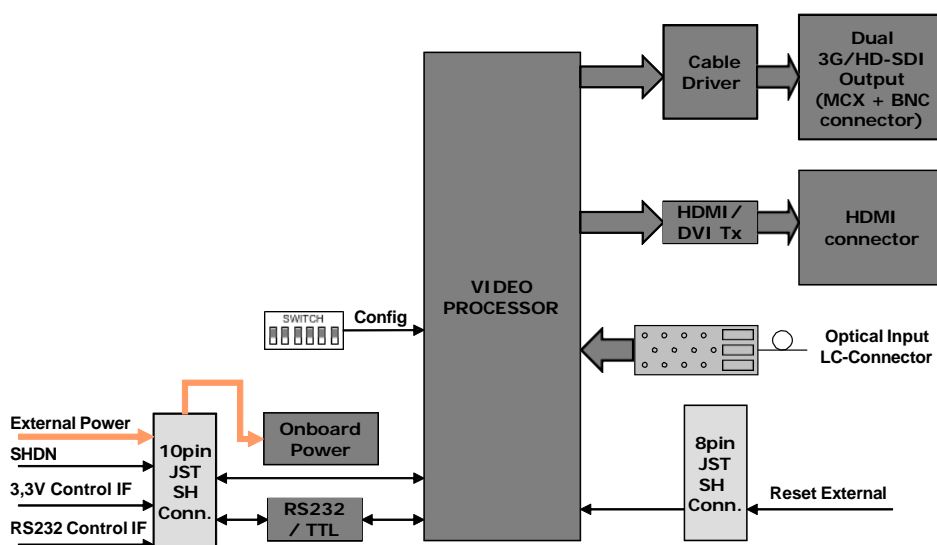 Cable
Driver
Dual
3G/HD-SDI
Output
(MCX + BNC
connector)
HDMI/
DVI Tx
HDMI
connector
VIDEO
PROCESSOR
SWITCH
Config
Optical Input
LC-Connector
External Power
SHDN
3,3V Control IF
RS232 Control IF
10pin
JST
SH
Conn.
Onboard
Power
RS232
/ TTL
8pin
JST
SH
Conn.
Reset External